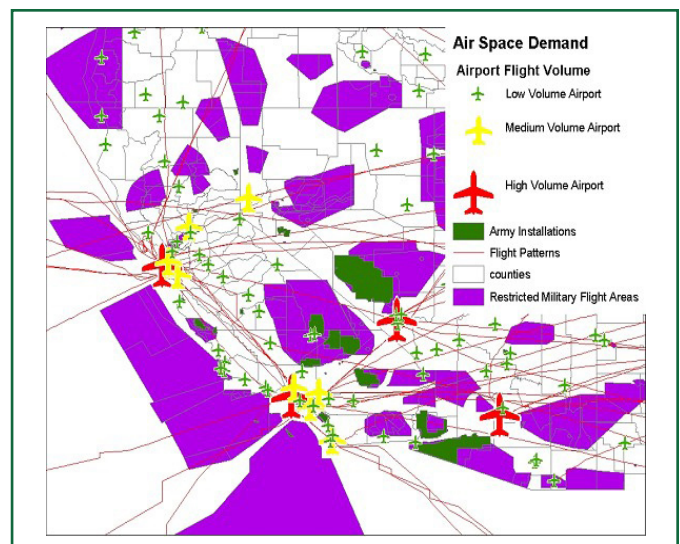 Air Space Demand
Airport Flight Volume
Low Volume Airport
Medium Volume Airport
High Volume Airport
Army Installations
Flight Patterns
counties
Restricted Military Flight Areas